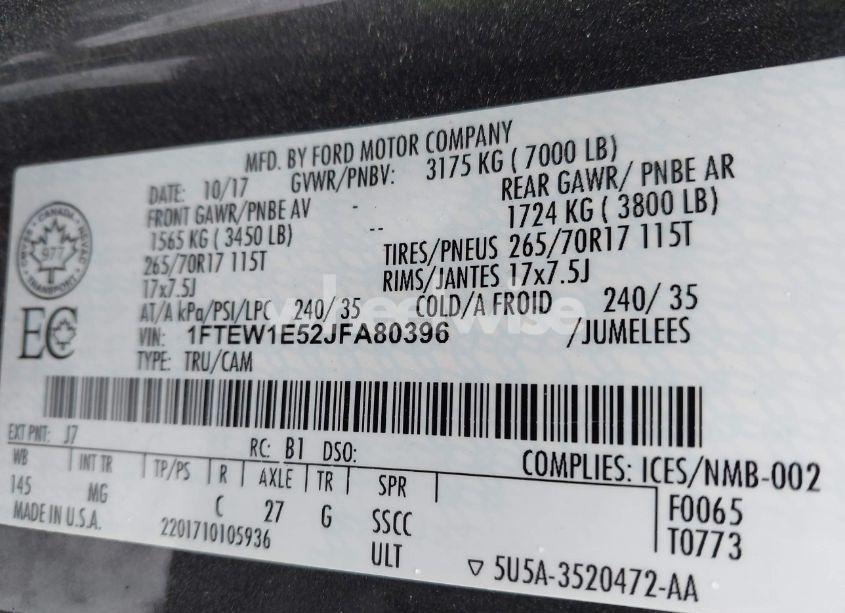 MFD. BY FORD MOTOR COMPANY
DATE: 10/17 GVWR/PNBV: 3175 KG ( 7000 LB)
FRONT GAWR/PNBE AV - REAR GAWR/ PNBE AR
1565 KG ( 3450 LB) -- 1724 KG ( 3800 LB)
265/70R17 115T TIRES/PNEUS 265/70R17 115T
17x7.5J RIMS/JANTES 17x7.5J
AT/A kPa/PSI/LPC 240/ 35 COLD/A FROID 240/ 35
VIN: 1FTEW1E52JFA80396 /JUMELEES
TYPE: TRU/CAM
CANADA
TRANSPORT
977
EC
EXT PNT: J7 RC: B1 DSO:
COMPLIES: ICES/NMB-002
WB INT TR TP/PS R AXLE TR SPR
145 MG C 27 G SSCC
F0065
MADE IN U.S.A. 2201710105936 ULT
T0773
▽ 5U5A-3520472-AA